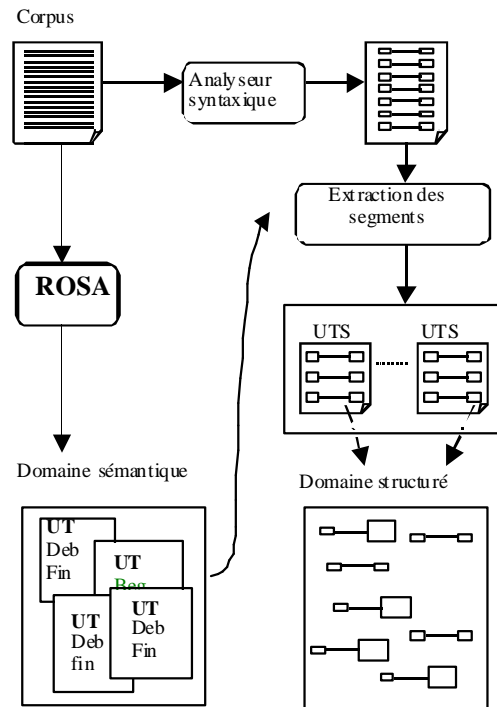 Corpus
Analyseur
syntaxique
Extraction des
segments
ROSA
UTS
UTS
Domaine sémantique
Domaine structuré
UT
Deb
Fin
UT
Beg
UT
Deb
fin
UT
Deb
Fin